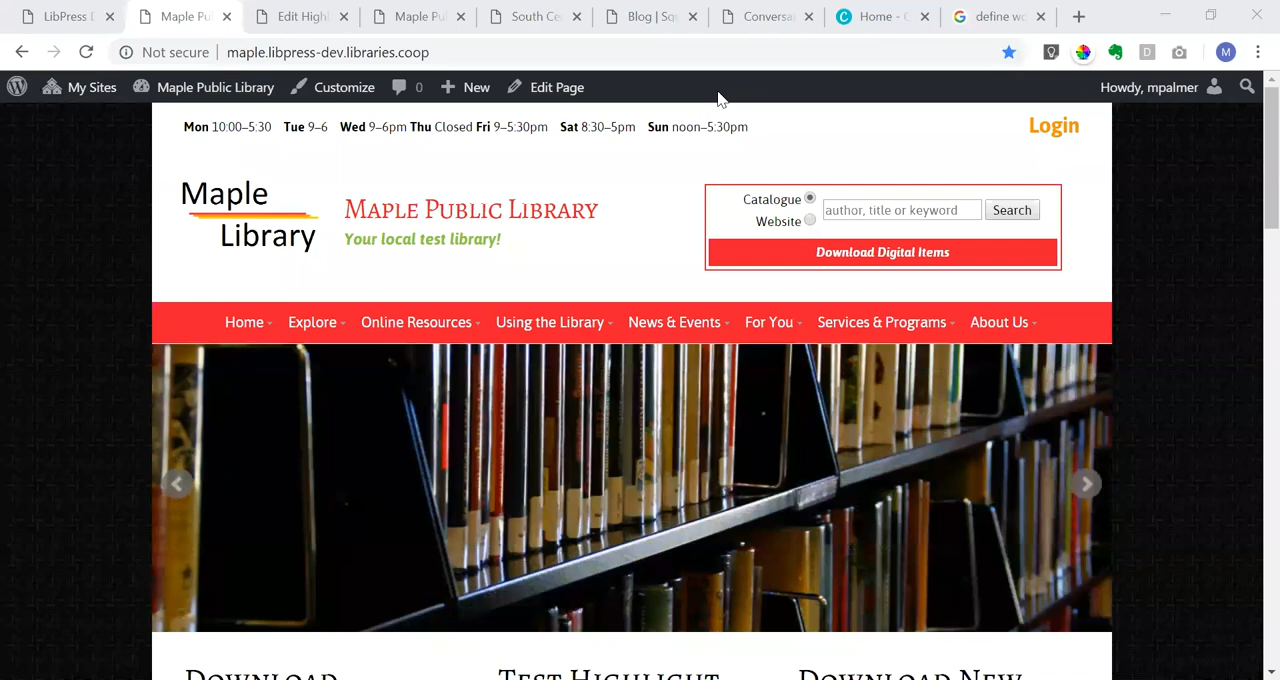 LibPress D
Maple Pu
Edit High
Maple Pu
South Ce
Blog | Sq
Conversa
Home - C
define wo
Not secure
maple.libpress-dev.libraries.coop
M
My Sites
Maple Public Library
Customize
0
New
Edit Page
Howdy, mpalmer
Mon 10:00–5:30 Tue 9–6 Wed 9–6pm Thu Closed Fri 9–5:30pm Sat 8:30–5pm Sun noon–5:30pm
Login
Maple
Library
Maple Public Library
Your local test library!
Catalogue
Website
author, title or keyword
Search
Download Digital Items
Home
Explore
Online Resources
Using the Library
News & Events
For You
Services & Programs
About Us
Download
Test Highlight
Download New